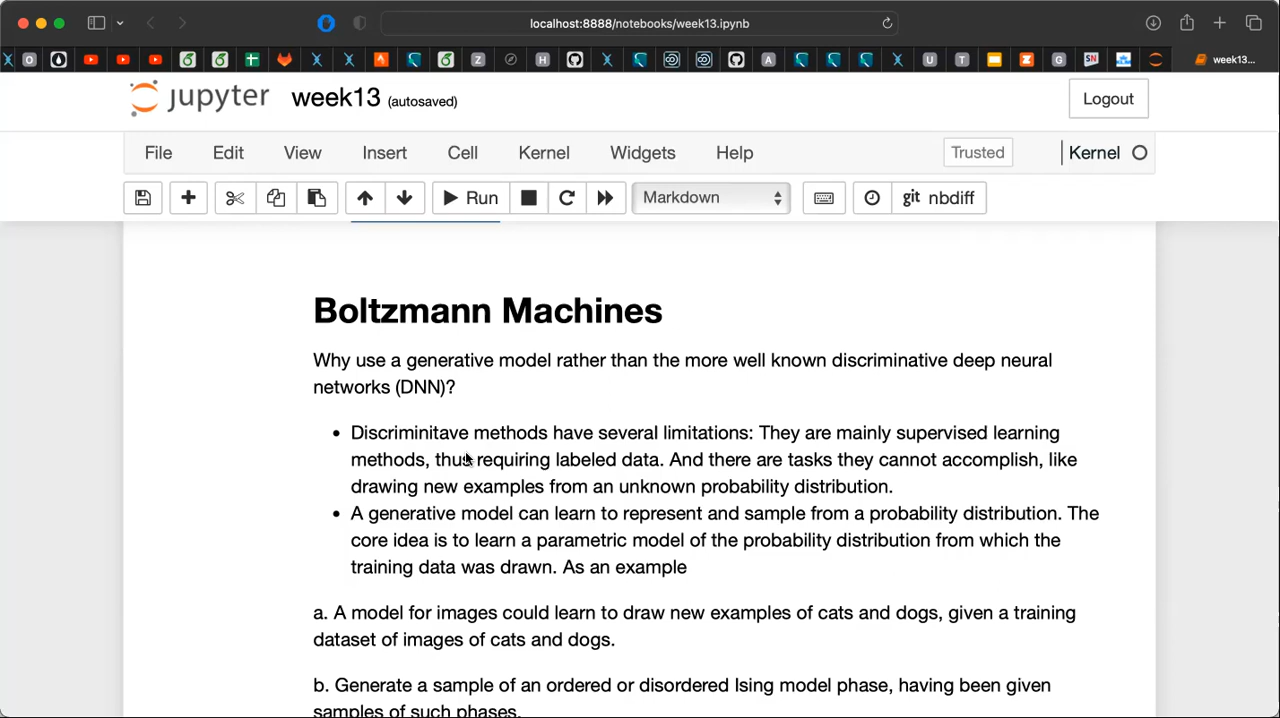 localhost:8888/notebooks/week13.ipynb
week13...
jupyter week13 (autosaved)
Logout
File Edit View Insert Cell Kernel Widgets Help Trusted Kernel
Run Markdown git nbdiff
Boltzmann Machines
Why use a generative model rather than the more well known discriminative deep neural
networks (DNN)?
• Discriminitave methods have several limitations: They are mainly supervised learning
methods, thus requiring labeled data. And there are tasks they cannot accomplish, like
drawing new examples from an unknown probability distribution.
• A generative model can learn to represent and sample from a probability distribution. The
core idea is to learn a parametric model of the probability distribution from which the
training data was drawn. As an example
a. A model for images could learn to draw new examples of cats and dogs, given a training
dataset of images of cats and dogs.
b. Generate a sample of an ordered or disordered Ising model phase, having been given
samples of such phases.